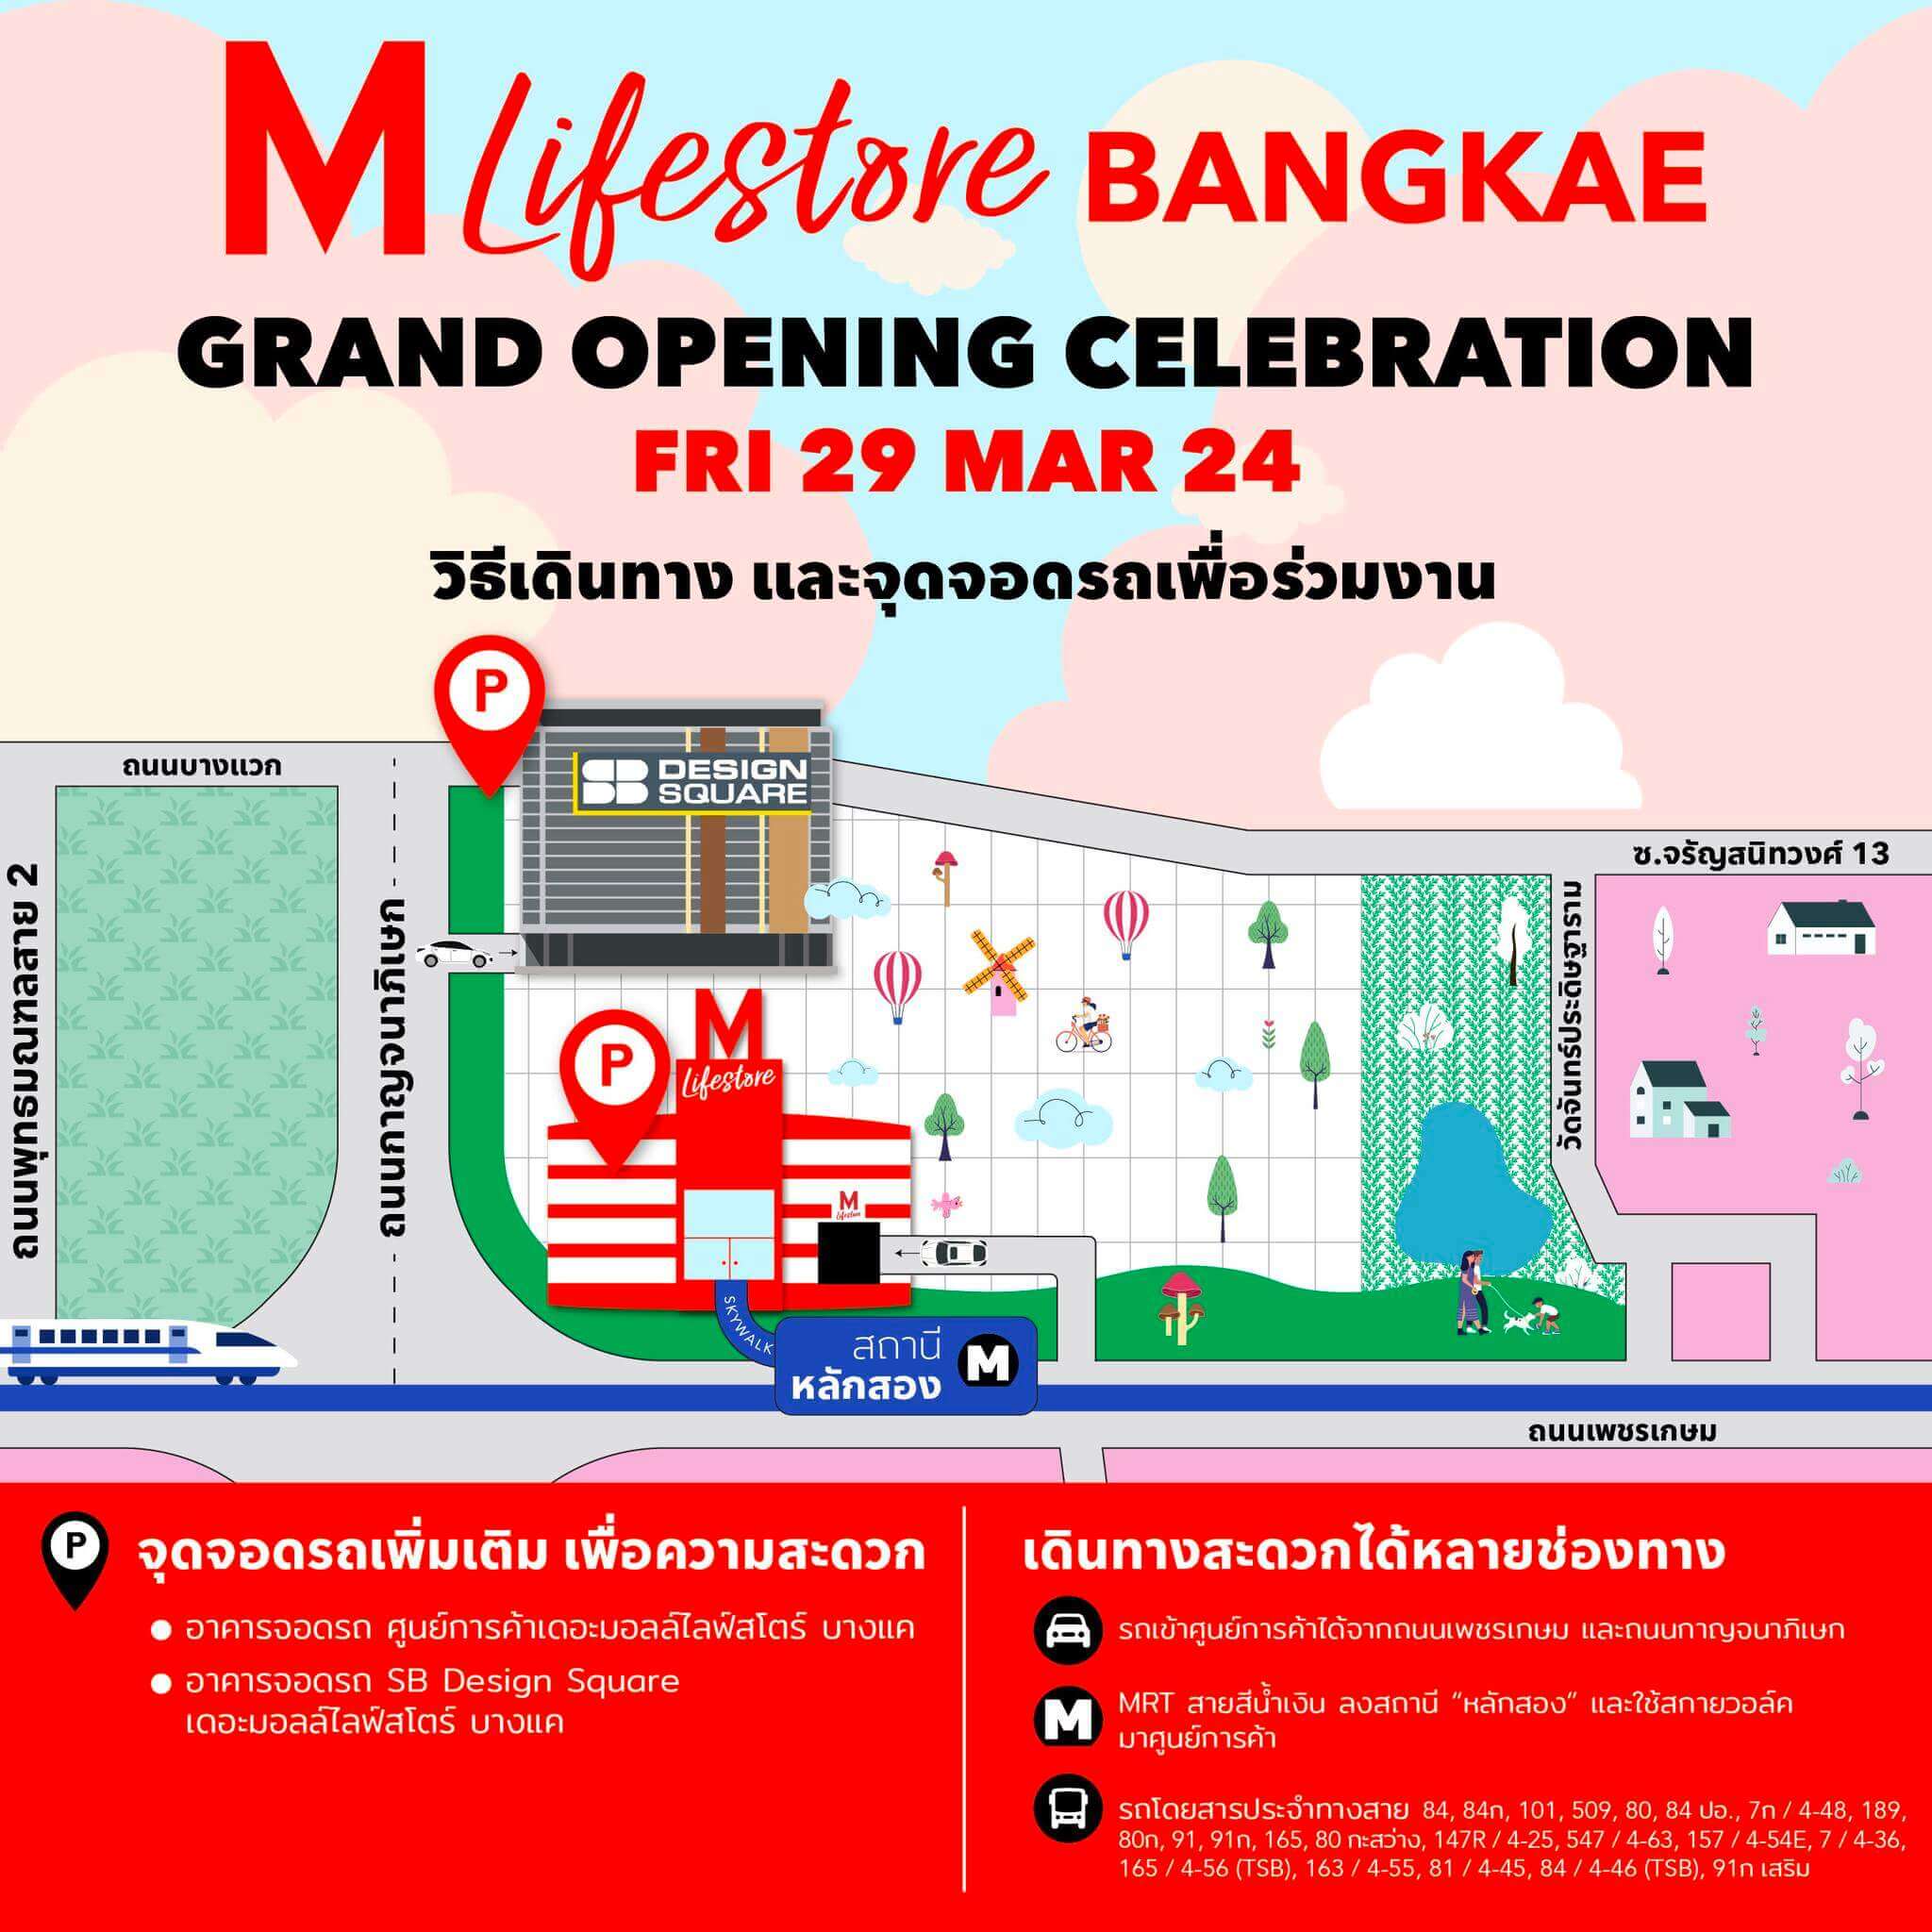 M Lifestore BANGKAE
GRAND OPENING CELEBRATION
FRI 29 MAR 24
วิธีเดินทาง และจุดจอดรถเพื่อร่วมงาน
P
SB DESIGN
SQUARE
ถนนบางแวก
ซ.จรัญสนิทวงศ์ 13
ถนนพุทธมณฑลสาย 2
ถนนกาญจนาภิเษก
วัดจันทร์ประดิษฐาราม
P
M
Lifestore
M
Lifestore
SKYWALK
สถานี
หลักสอง
M
ถนนเพชรเกษม
P
จุดจอดรถเพิ่มเติม เพื่อความสะดวก
อาคารจอดรถ ศูนย์การค้าเดอะมอลล์ไลฟ์สโตร์ บางแค
อาคารจอดรถ SB Design Square
เดอะมอลล์ไลฟ์สโตร์ บางแค
เดินทางสะดวกได้หลายช่องทาง
รถเข้าศูนย์การค้าได้จากถนนเพชรเกษม และถนนกาญจนาภิเษก
M
MRT สายสีน้ำเงิน ลงสถานี “หลักสอง” และใช้สกายวอล์ค
มาศูนย์การค้า
รถโดยสารประจำทางสาย 84, 84ก, 101, 509, 80, 84 ปอ., 7ก / 4-48, 189,
80ก, 91, 91ก, 165, 80 กะสว่าง, 147R / 4-25, 547 / 4-63, 157 / 4-54E, 7 / 4-36,
165 / 4-56 (TSB), 163 / 4-55, 81 / 4-45, 84 / 4-46 (TSB), 91ก เสริม